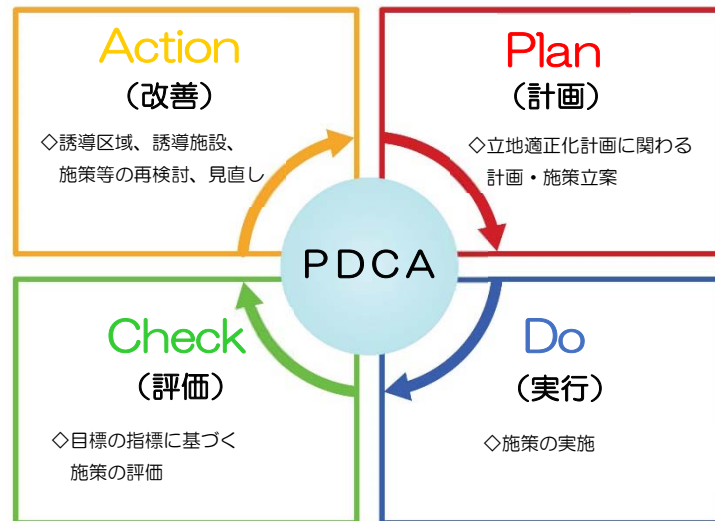 Action
（改善）
◇誘導区域、誘導施設、
施策等の再検討、見直し
Plan
（計画）
◇立地適正化計画に関わる
計画・施策立案
PDCA
Check
（評価）
◇目標の指標に基づく
施策の評価
Do
（実行）
◇施策の実施